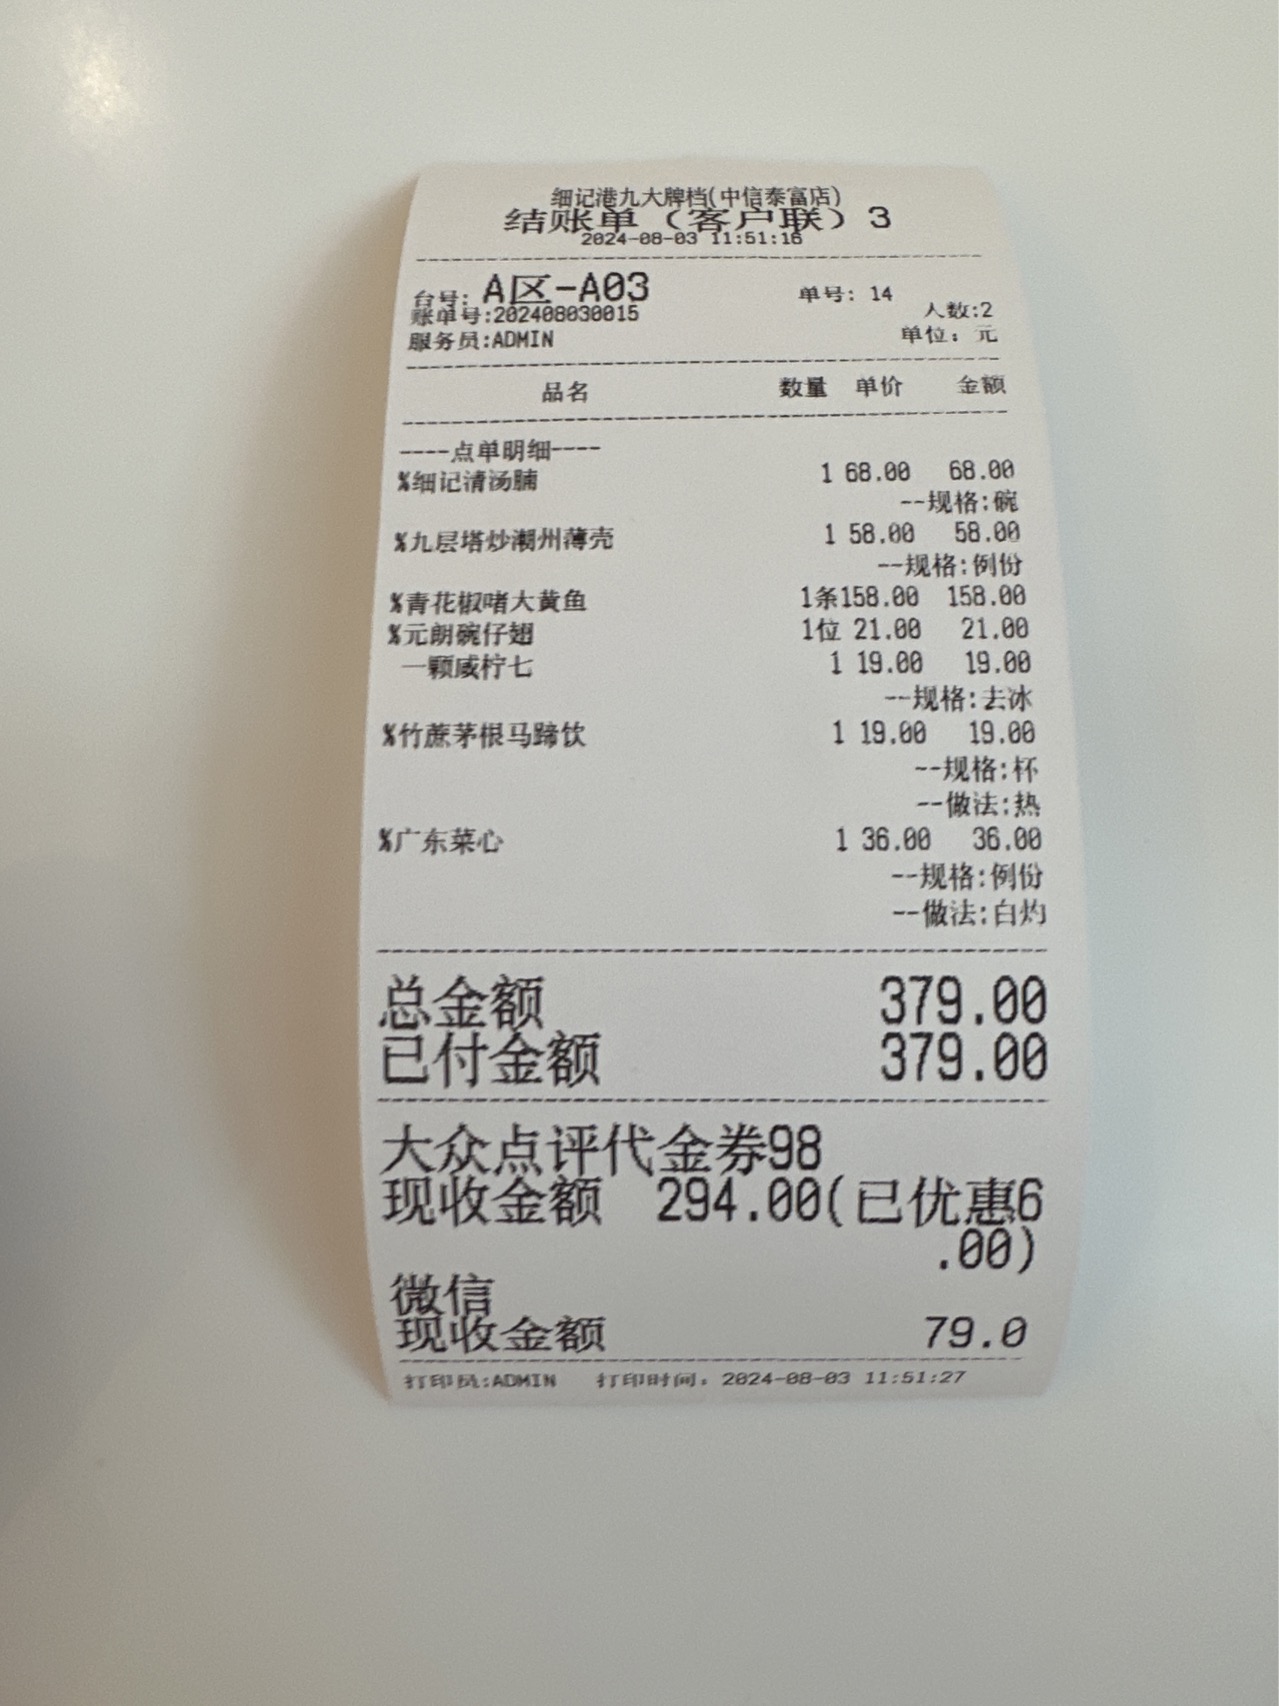 细记港九大牌档(中信泰富店)
结账单（客户联）3
2024-08-03 11:51:16
台号: A区-A03 单号: 14
账单号:202408030015 人数:2
服务员:ADMIN 单位: 元
品名 数量 单价 金额
----点单明细----
%细记清汤腩 1 68.00 68.00
--规格:碗
%九层塔炒潮州薄壳 1 58.00 58.00
--规格:例份
%青花椒啫大黄鱼 1条158.00 158.00
%元朗碗仔翅 1位 21.00 21.00
一颗咸柠七 1 19.00 19.00
--规格:去冰
%竹蔗茅根马蹄饮 1 19.00 19.00
--规格:杯
--做法:热
%广东菜心 1 36.00 36.00
--规格:例份
--做法:白灼
总金额 379.00
已付金额 379.00
大众点评代金券98
现收金额 294.00(已优惠6
.00)
微信
现收金额 79.0
打印员:ADMIN 打印时间: 2024-08-03 11:51:27